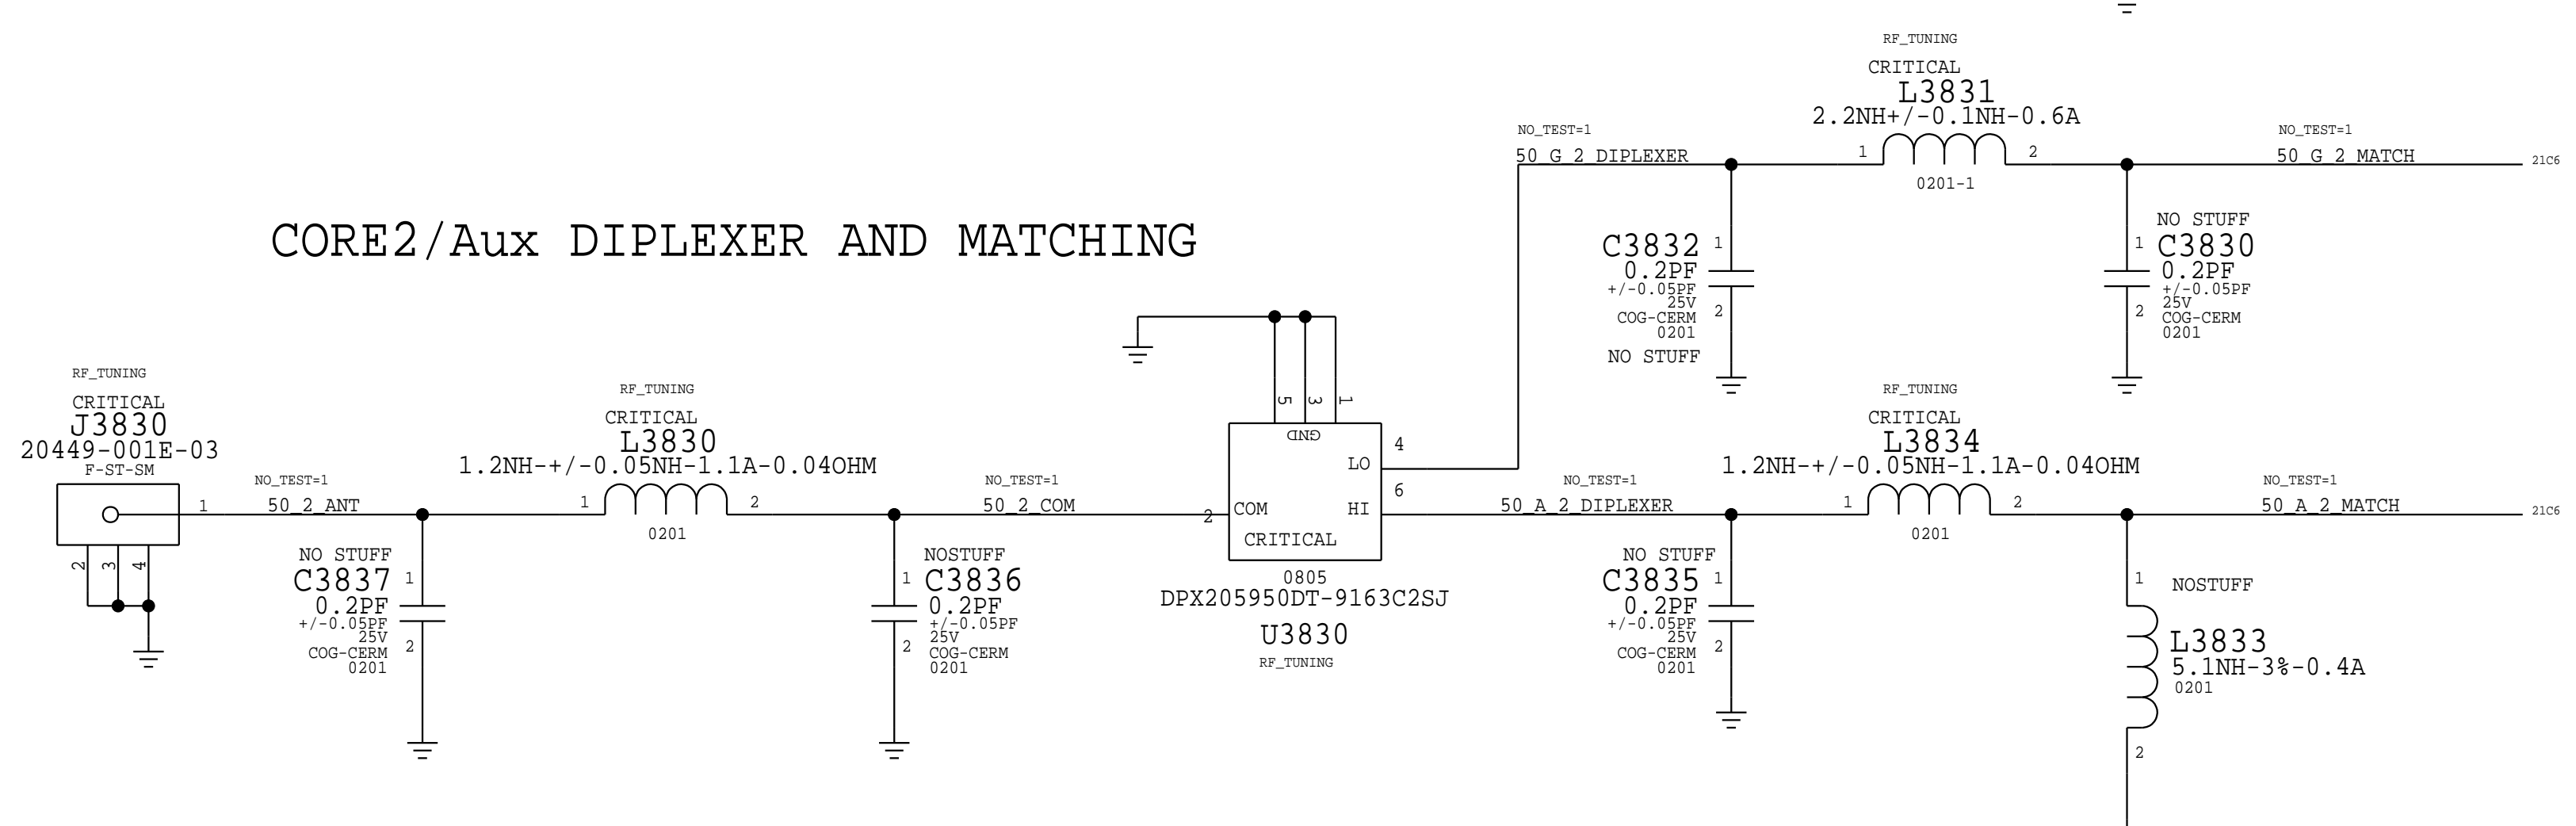 RF_TUNING
CRITICAL
L3831
2.2NH+/-0.1NH-0.6A
NO_TEST=1
50_G_2_DIPLEXER
1
2
0201-1
NO_TEST=1
50_G_2_MATCH
21C6
CORE2/Aux DIPLEXER AND MATCHING
C3832
1
0.2PF
+/-0.05PF
25V
2
COG-CERM
0201
NO STUFF
NO STUFF
1
C3830
0.2PF
+/-0.05PF
25V
2
COG-CERM
0201
RF_TUNING
CRITICAL
J3830
20449-001E-03
F-ST-SM
1
2
3
4
NO_TEST=1
50_2_ANT
NO STUFF
C3837
1
0.2PF
+/-0.05PF
25V
2
COG-CERM
0201
RF_TUNING
CRITICAL
L3830
1.2NH-+/-0.05NH-1.1A-0.04OHM
1
2
0201
NO_TEST=1
50_2_COM
NOSTUFF
1
C3836
0.2PF
+/-0.05PF
25V
2
COG-CERM
0201
5
3
1
GND
LO
4
6
2
COM
HI
CRITICAL
0805
DPX205950DT-9163C2SJ
U3830
RF_TUNING
NO_TEST=1
50_A_2_DIPLEXER
NO STUFF
C3835
1
0.2PF
+/-0.05PF
25V
2
COG-CERM
0201
RF_TUNING
CRITICAL
L3834
1.2NH-+/-0.05NH-1.1A-0.04OHM
1
2
0201
NO_TEST=1
50_A_2_MATCH
21C6
1
NOSTUFF
L3833
5.1NH-3%-0.4A
0201
2